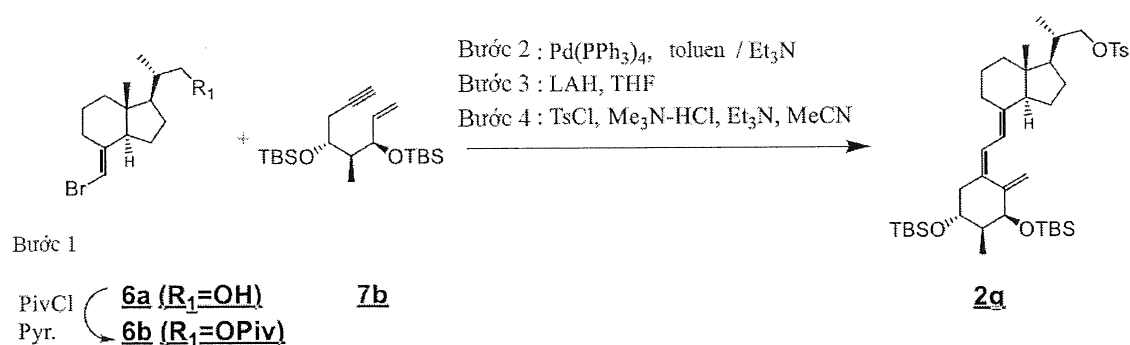 Bước 2 : Pd(PPh3)4, toluen / Et3N
Bước 3 : LAH, THF
Bước 4 : TsCl, Me3N-HCl, Et3N, MeCN
R1
OTs
H
H
+
Br
TBSO
OTBS
TBSO
OTBS
Bước 1
PivCl
Pyr.
6a (R1=OH)
6b (R1=OPiv)
7b
2q